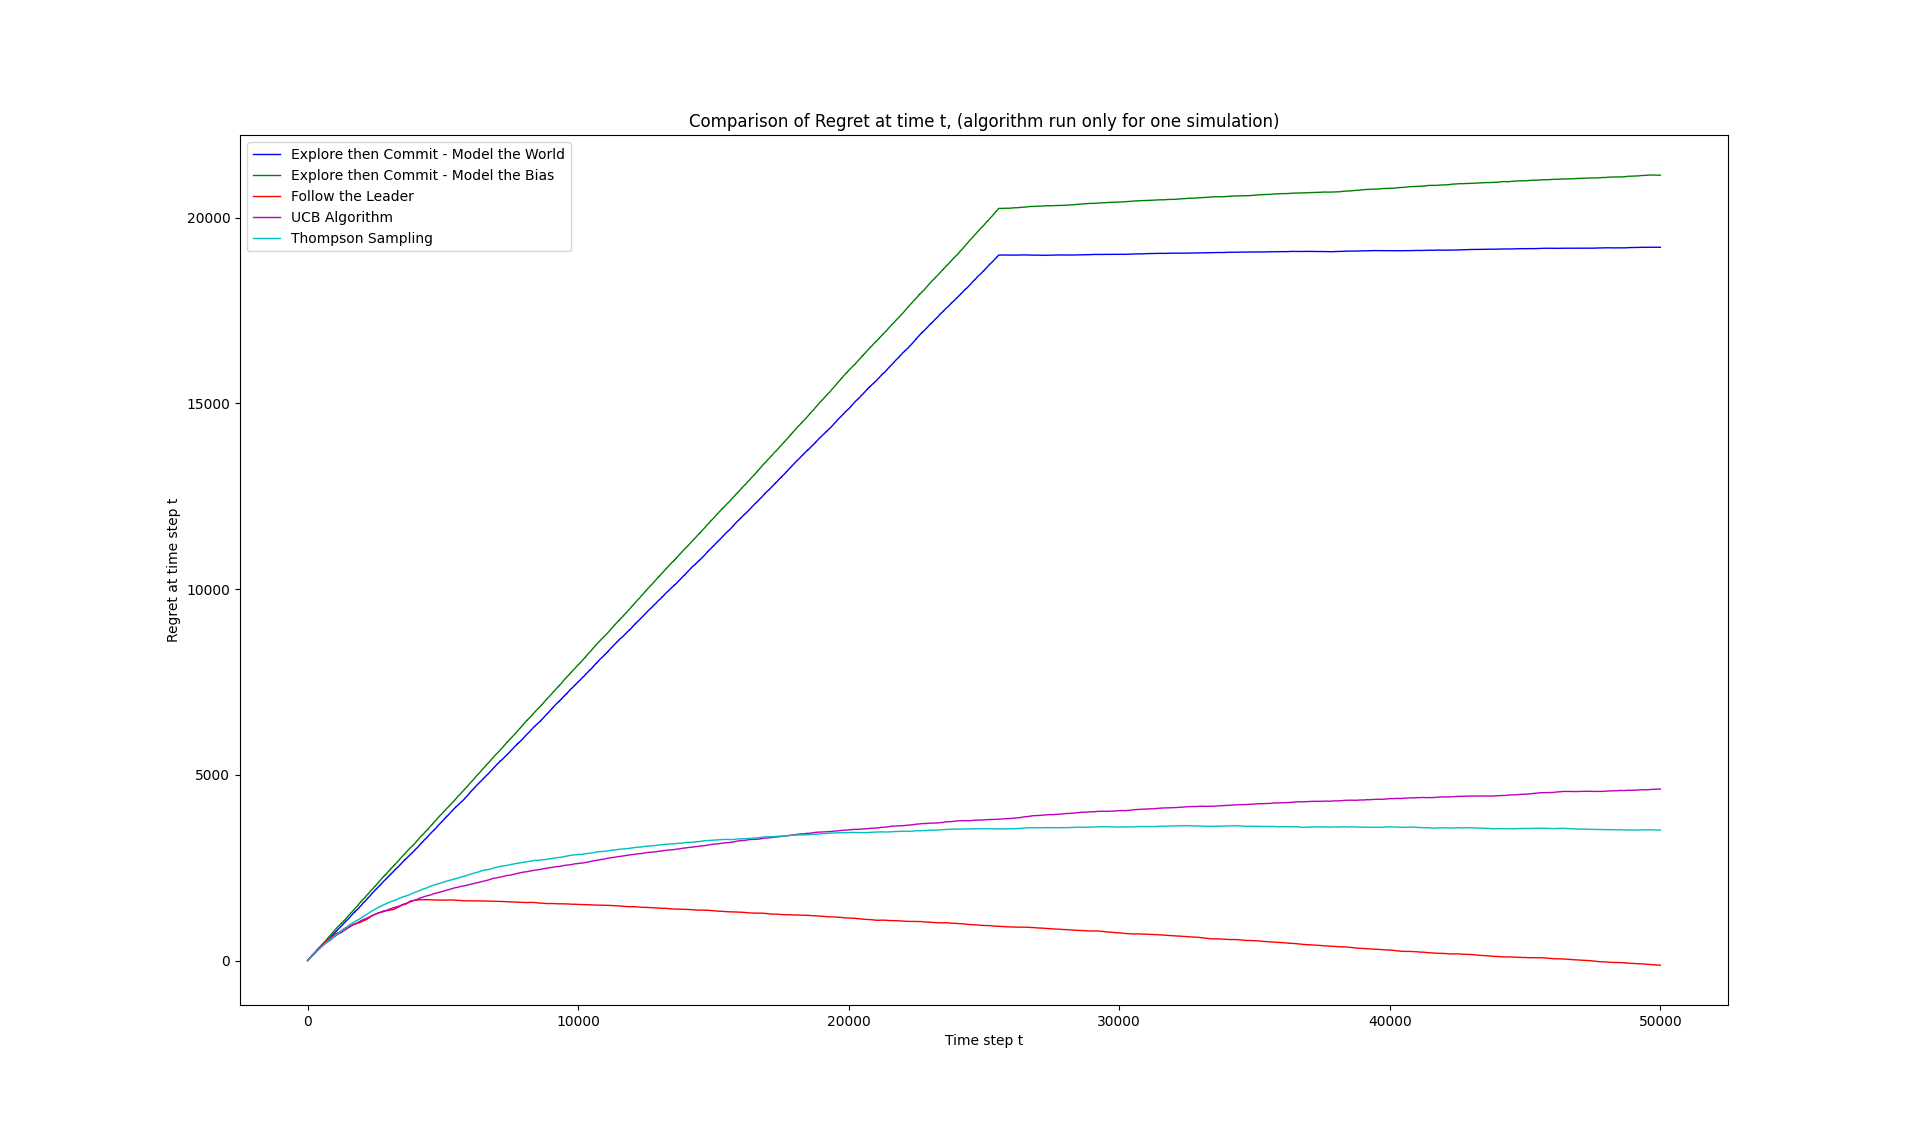 Comparison of Regret at time t, (algorithm run only for one simulation)
Explore then Commit - Model the World
Explore then Commit - Model the Bias
Follow the Leader
UCB Algorithm
Thompson Sampling
Regret at time step t
20000
15000
10000
5000
0
0 10000 20000 30000 40000 50000
Time step t